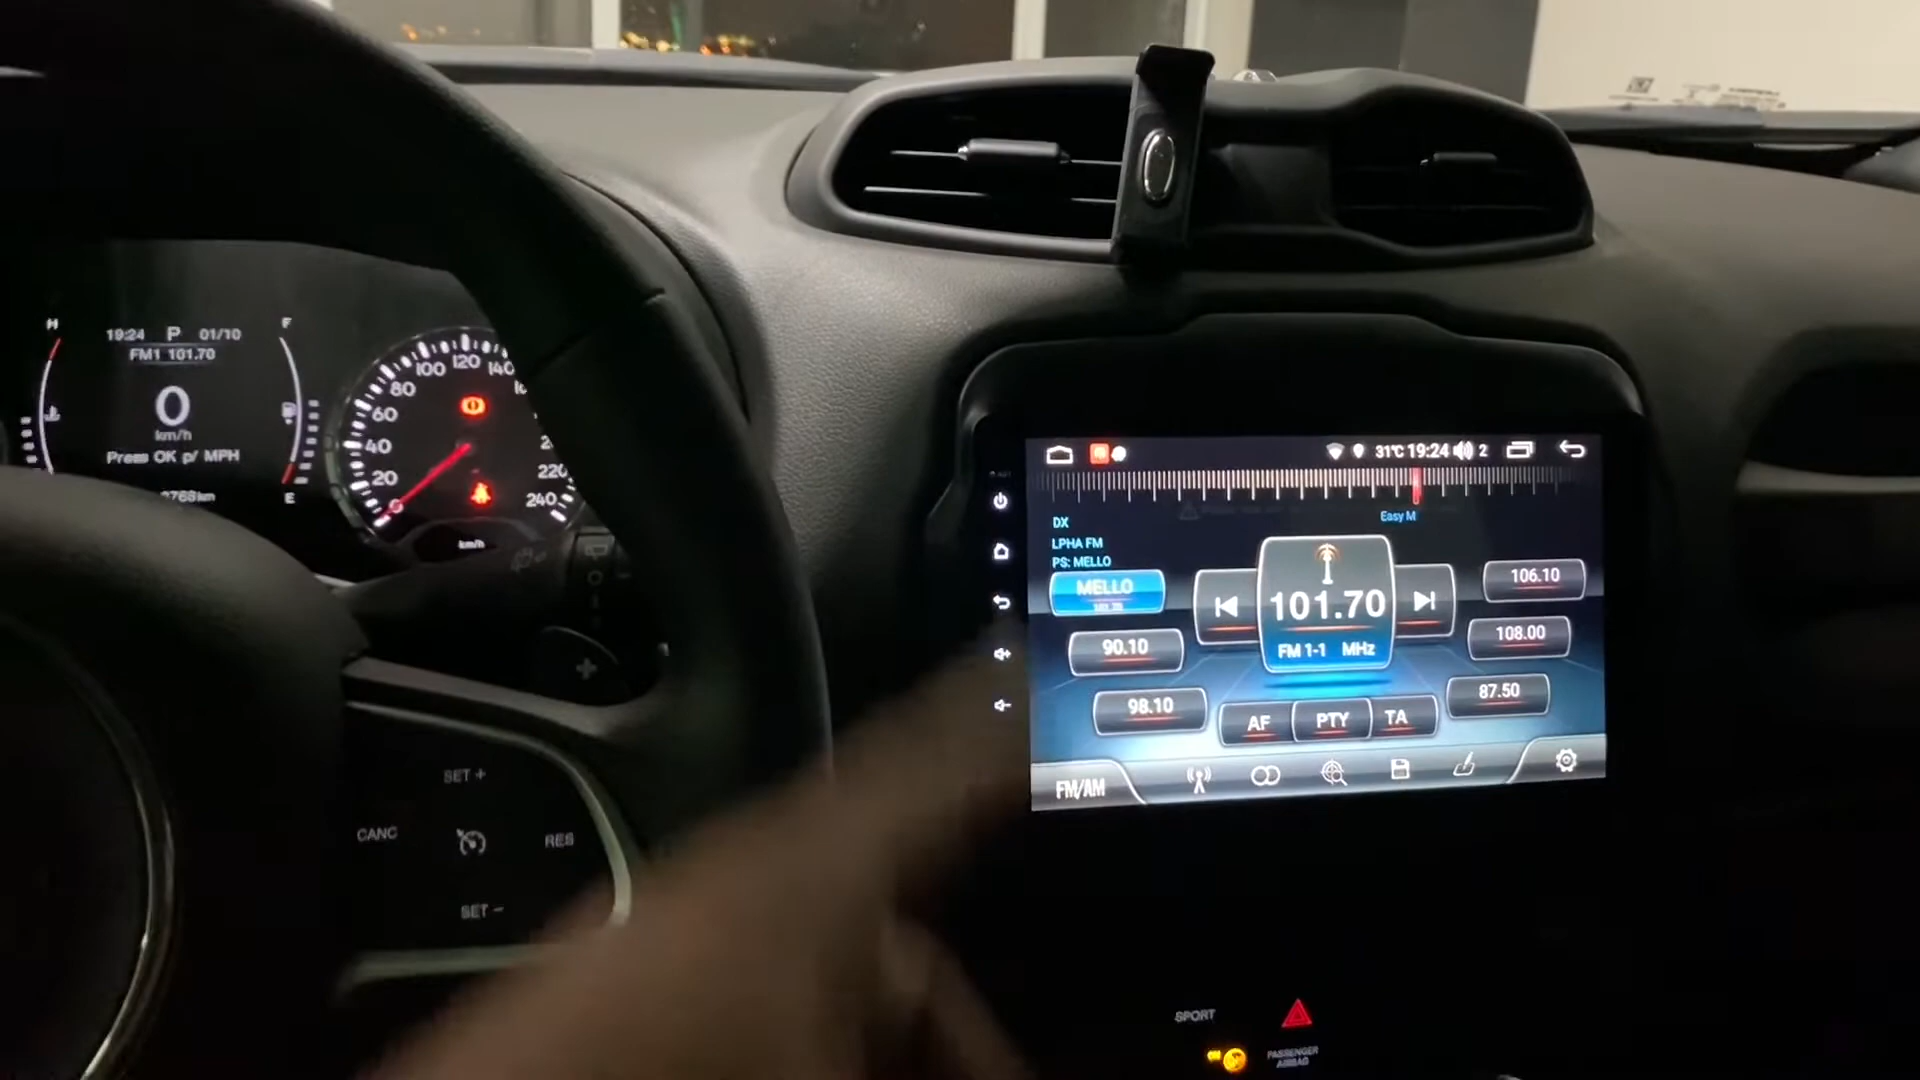 H
19:24 P 01/10
F
FM1 101.70
0
km/h
Press OK p/ MPH
E
20
40
60
80
100
120
140
220
240
km/h
SET +
CANC
RES
SET −
31℃ 19:24 2
Easy M
DX
LPHA FM
PS: MELLO
MELLO
90.10
98.10
101.70
FM 1-1 MHz
106.10
108.00
87.50
AF PTY TA
FM/AM
SPORT
PASSENGER
AIRBAG